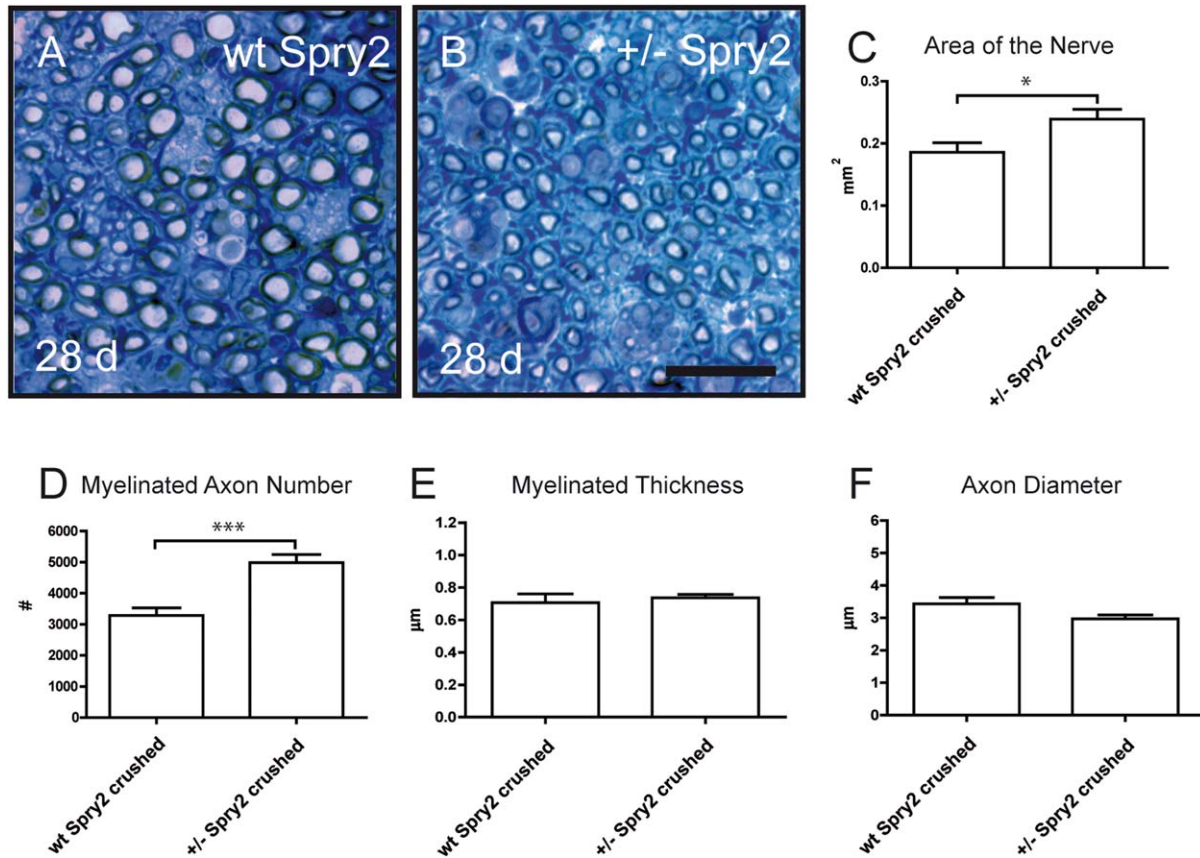 A wt Spry2
28 d
B +/- Spry2
28 d
C Area of the Nerve
*
0.3
0.2
0.1
0.0
mm²
wt Spry2 crushed
+/- Spry2 crushed
D Myelinated Axon Number
***
6000
5000
4000
3000
2000
1000
0
#
wt Spry2 crushed
+/- Spry2 crushed
E Myelinated Thickness
1.2
1.0
0.8
0.6
0.4
0.2
0.0
µm
wt Spry2 crushed
+/- Spry2 crushed
F Axon Diameter
6
5
4
3
2
1
0
µm
wt Spry2 crushed
+/- Spry2 crushed